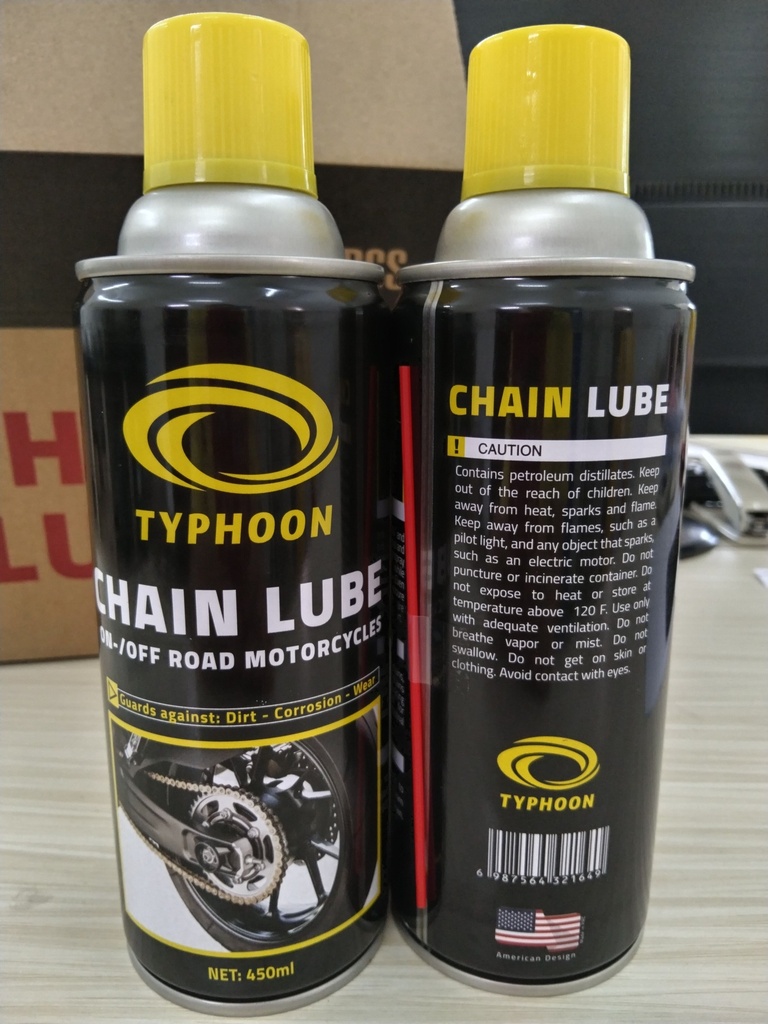 TYPHOON
CHAIN LUBE
ON-/OFF ROAD MOTORCYCLES
Guards against: Dirt - Corrosion - Wear
NET: 450ml
CHAIN LUBE
! CAUTION
Contains petroleum distillates. Keep
out of the reach of children. Keep
away from heat, sparks and flame.
Keep away from flames, such as a
pilot light, and any object that sparks,
such as an electric motor. Do not
puncture or incinerate container. Do
not expose to heat or store at
temperature above 120 F. Use only
with adequate ventilation. Do not
breathe vapor or mist. Do not
swallow. Do not get on skin or
clothing. Avoid contact with eyes.
TYPHOON
6 987564 321649
American Design
H
LU